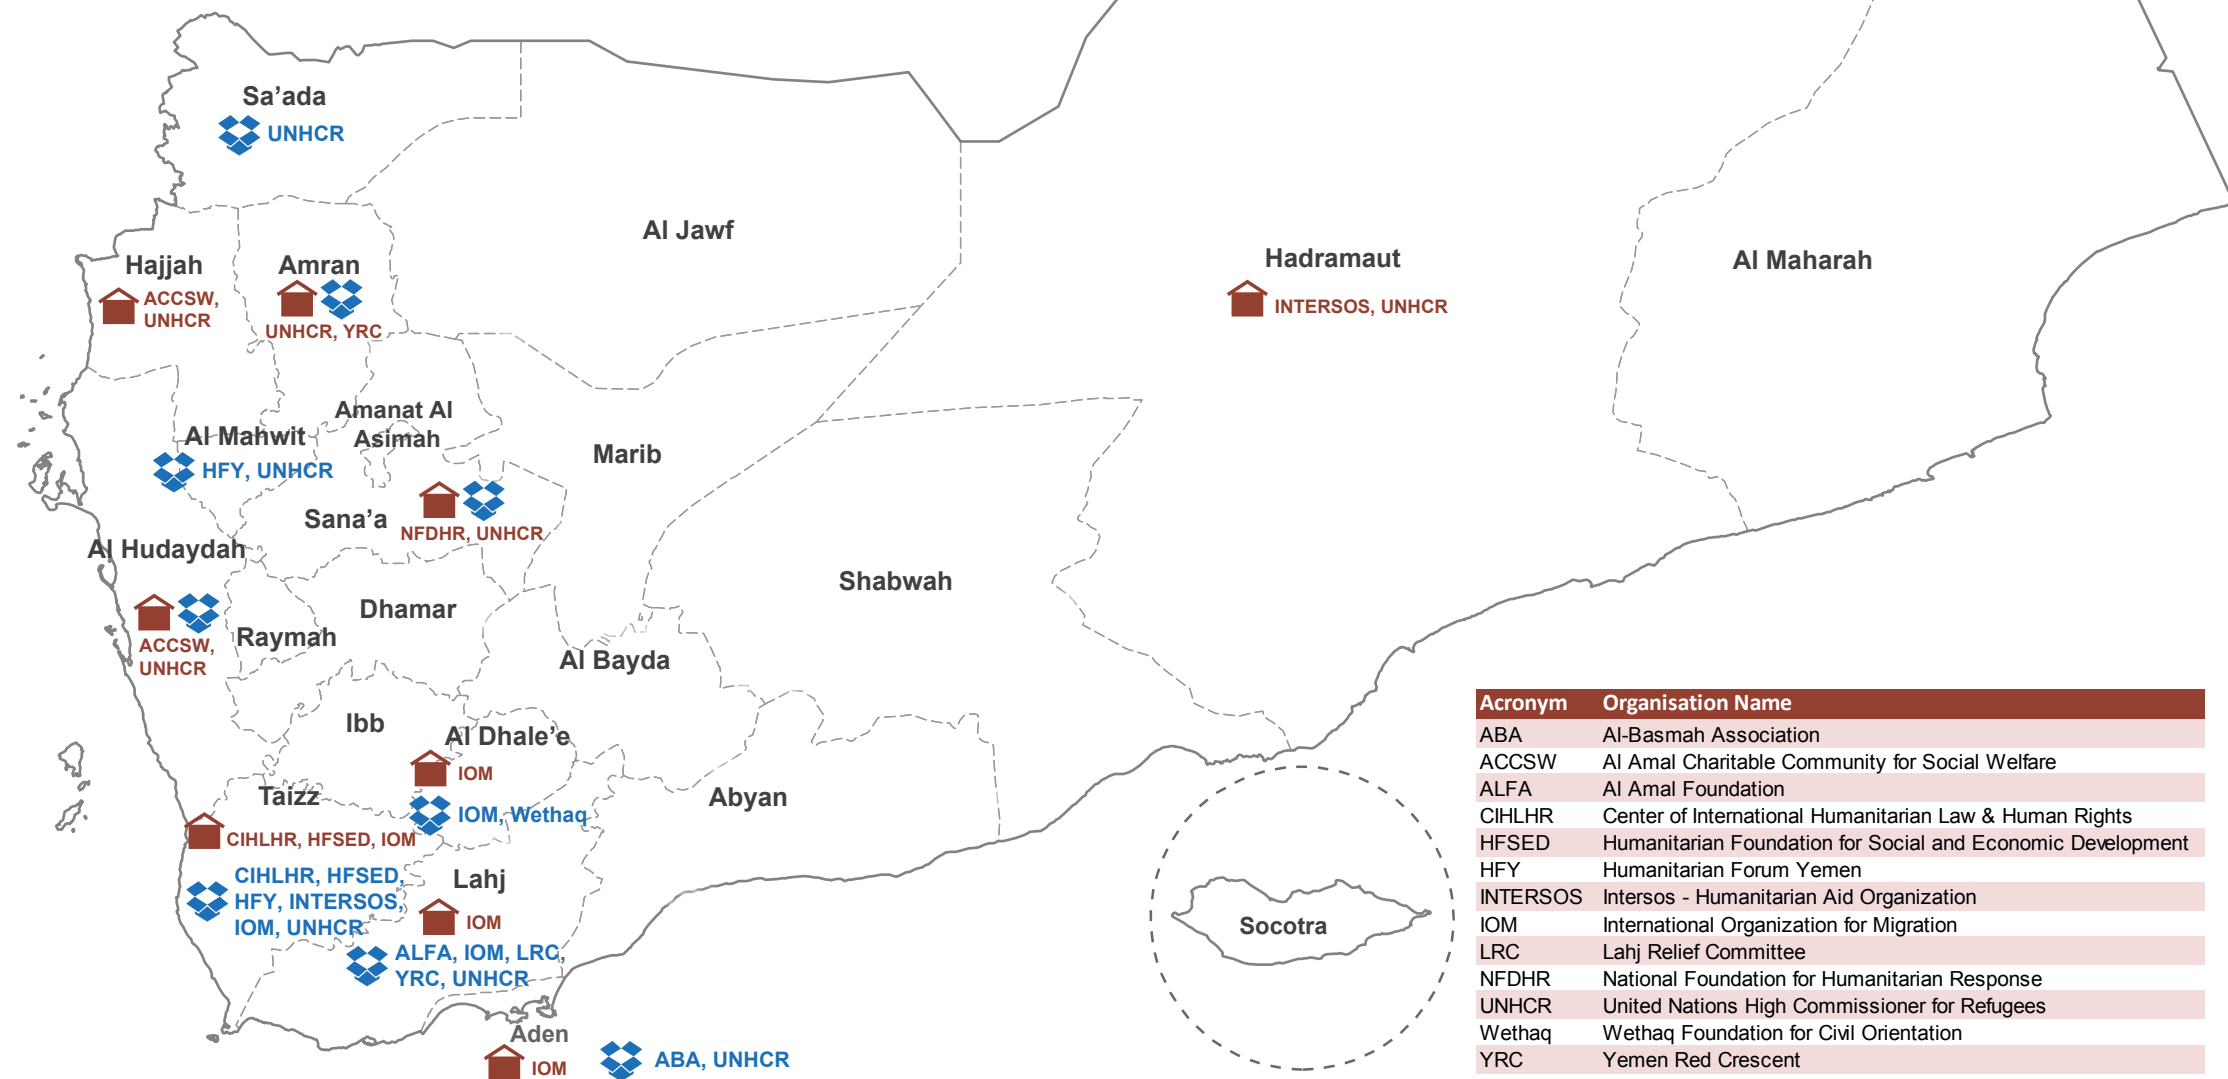 Sa’ada
UNHCR
Al Jawf
Hajjah
ACCSW,
UNHCR
Amran
UNHCR, YRC
Hadramaut
INTERSOS, UNHCR
Al Maharah
Amanat Al
Asimah
Al Mahwit
HFY, UNHCR
Marib
Sana’a
NFDHR, UNHCR
Al Hudaydah
ACCSW,
UNHCR
Raymah
Dhamar
Shabwah
Al Bayda
Ibb
Al Dhale’e
IOM
IOM, Wethaq
Taizz
CIHLHR, HFSED, IOM
CIHLHR, HFSED,
HFY, INTERSOS,
IOM, UNHCR
Abyan
Lahj
IOM
ALFA, IOM, LRC,
YRC, UNHCR
Aden
IOM
ABA, UNHCR
Socotra
Acronym Organisation Name
ABA Al-Basmah Association
ACCSW Al Amal Charitable Community for Social Welfare
ALFA Al Amal Foundation
CIHLHR Center of International Humanitarian Law & Human Rights
HFSED Humanitarian Foundation for Social and Economic Development
HFY Humanitarian Forum Yemen
INTERSOS Intersos - Humanitarian Aid Organization
IOM International Organization for Migration
LRC Lahj Relief Committee
NFDHR National Foundation for Humanitarian Response
UNHCR United Nations High Commissioner for Refugees
Wethaq Wethaq Foundation for Civil Orientation
YRC Yemen Red Crescent